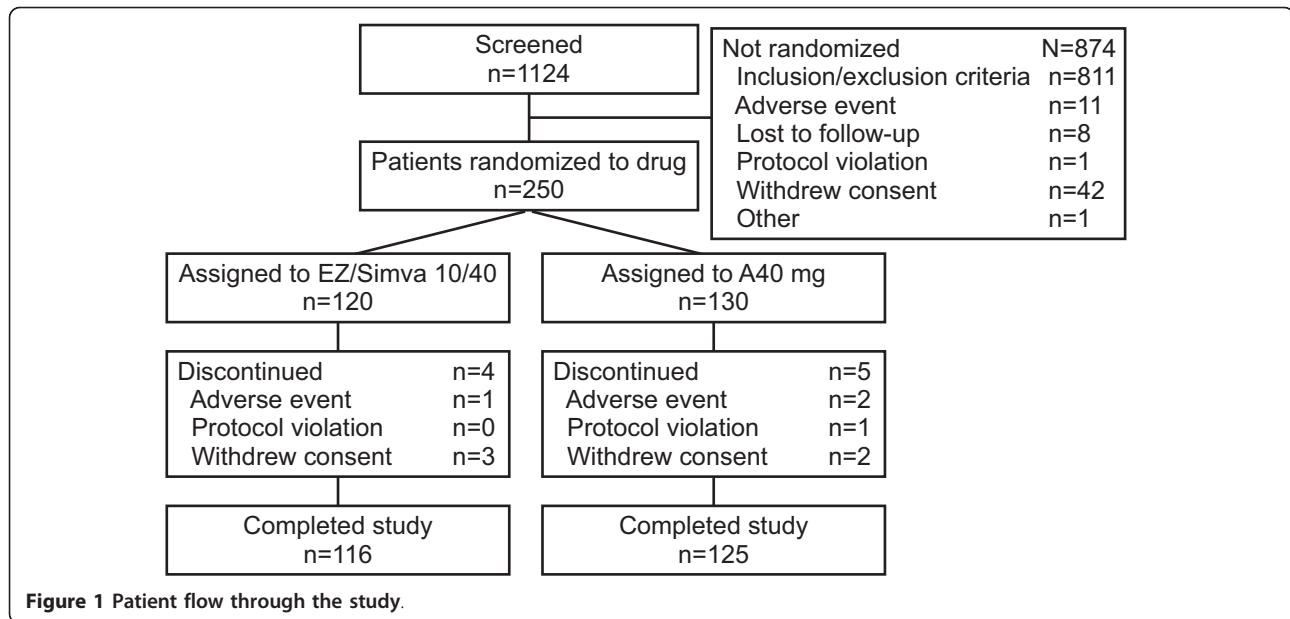 Screened
n=1124
Not randomized N=874
Inclusion/exclusion criteria n=811
Adverse event n=11
Lost to follow-up n=8
Protocol violation n=1
Withdrew consent n=42
Other n=1
Patients randomized to drug
n=250
Assigned to EZ/Simva 10/40
n=120
Assigned to A40 mg
n=130
Discontinued n=4
Adverse event n=1
Protocol violation n=0
Withdrew consent n=3
Discontinued n=5
Adverse event n=2
Protocol violation n=1
Withdrew consent n=2
Completed study
n=116
Completed study
n=125
Figure 1 Patient flow through the study.